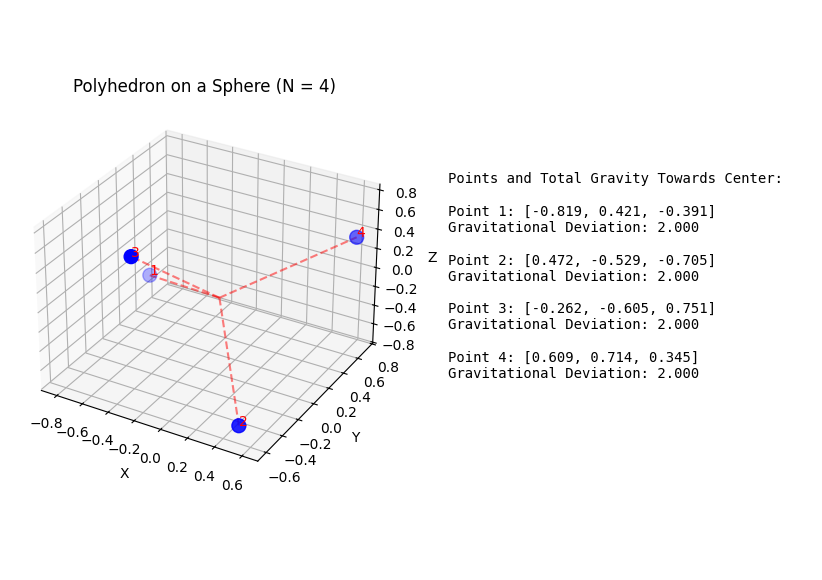 Polyhedron on a Sphere (N = 4)
0.8
0.6
0.4
0.2
0.0
−0.2
−0.4
−0.6
−0.8
Z
3
1
4
2
−0.8
−0.6
−0.4
−0.2
0.0
0.2
0.4
0.6
X
−0.6
−0.4
−0.2
0.0
0.2
0.4
0.6
0.8
Y
Points and Total Gravity Towards Center:
Point 1: [-0.819, 0.421, -0.391]
Gravitational Deviation: 2.000
Point 2: [0.472, -0.529, -0.705]
Gravitational Deviation: 2.000
Point 3: [-0.262, -0.605, 0.751]
Gravitational Deviation: 2.000
Point 4: [0.609, 0.714, 0.345]
Gravitational Deviation: 2.000